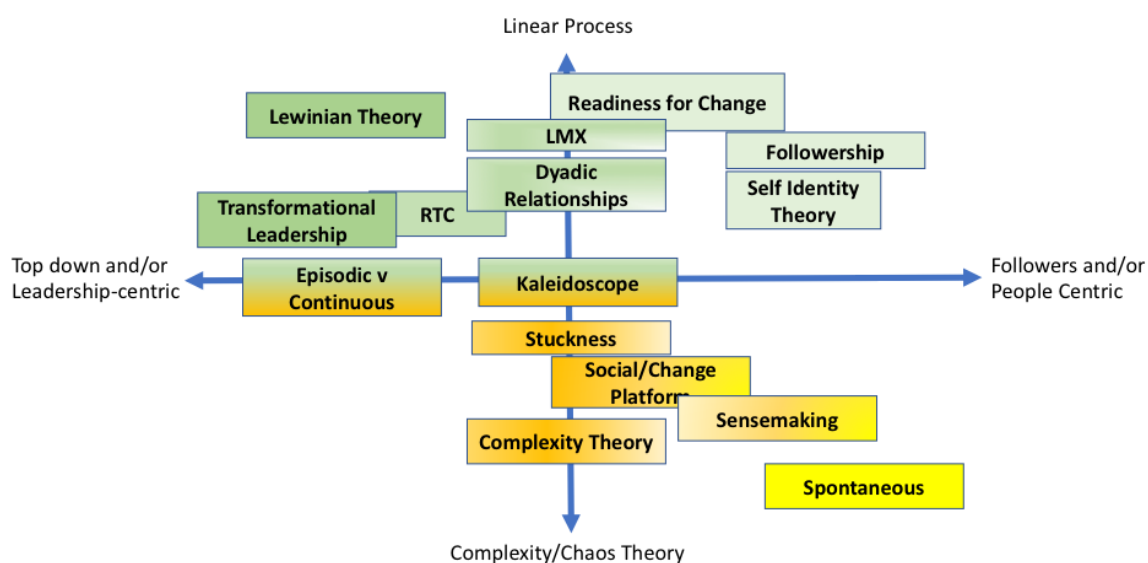 Linear Process
Readiness for Change
Lewinian Theory
LMX
Followership
Dyadic
Relationships
Self Identity
Theory
Transformational
Leadership
RTC
Top down and/or
Leadership-centric
Episodic v
Continuous
Kaleidoscope
Followers and/or
People Centric
Stuckness
Social/Change
Platform
Sensemaking
Complexity Theory
Spontaneous
Complexity/Chaos Theory